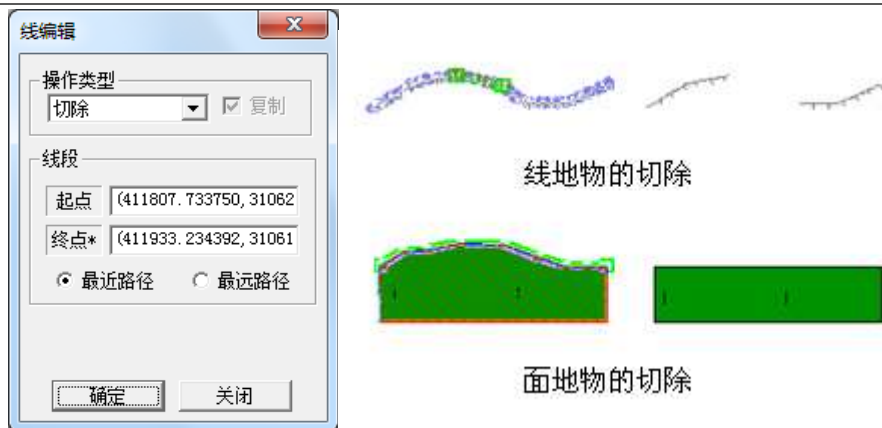 线编辑
操作类型
切除
复制
线段
起点 (411807.733750, 31062
终点* (411933.234392, 31061
最近路径 最远路径
确定 关闭
线地物的切除
面地物的切除